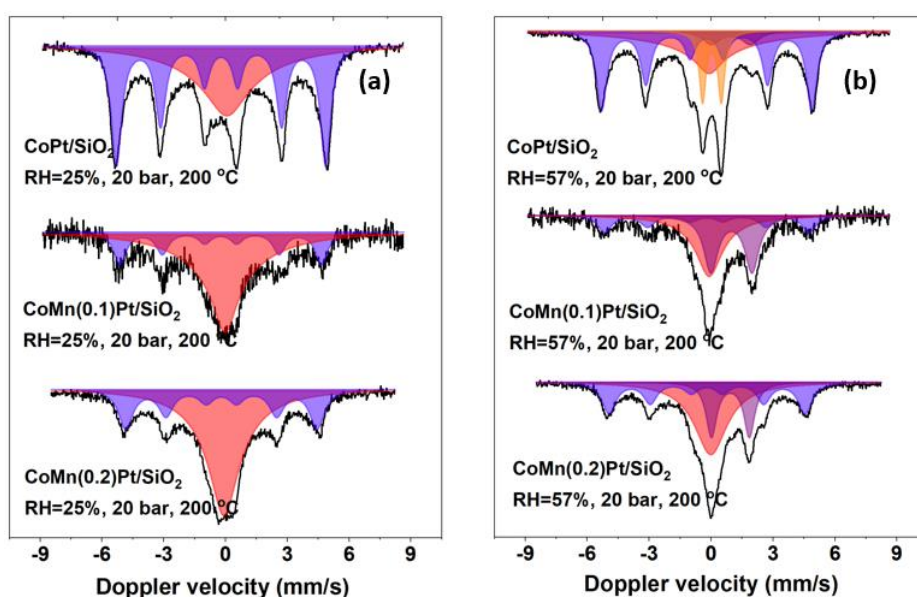 (a)
CoPt/SiO₂
RH=25%, 20 bar, 200 °C
CoMn(0.1)Pt/SiO₂
RH=25%, 20 bar, 200 °C
CoMn(0.2)Pt/SiO₂
RH=25%, 20 bar, 200 °C
-9 -6 -3 0 3 6 9
Doppler velocity (mm/s)
(b)
CoPt/SiO₂
RH=57%, 20 bar, 200 °C
CoMn(0.1)Pt/SiO₂
RH=57%, 20 bar, 200 °C
CoMn(0.2)Pt/SiO₂
RH=57%, 20 bar, 200 °C
-9 -6 -3 0 3 6 9
Doppler velocity (mm/s)